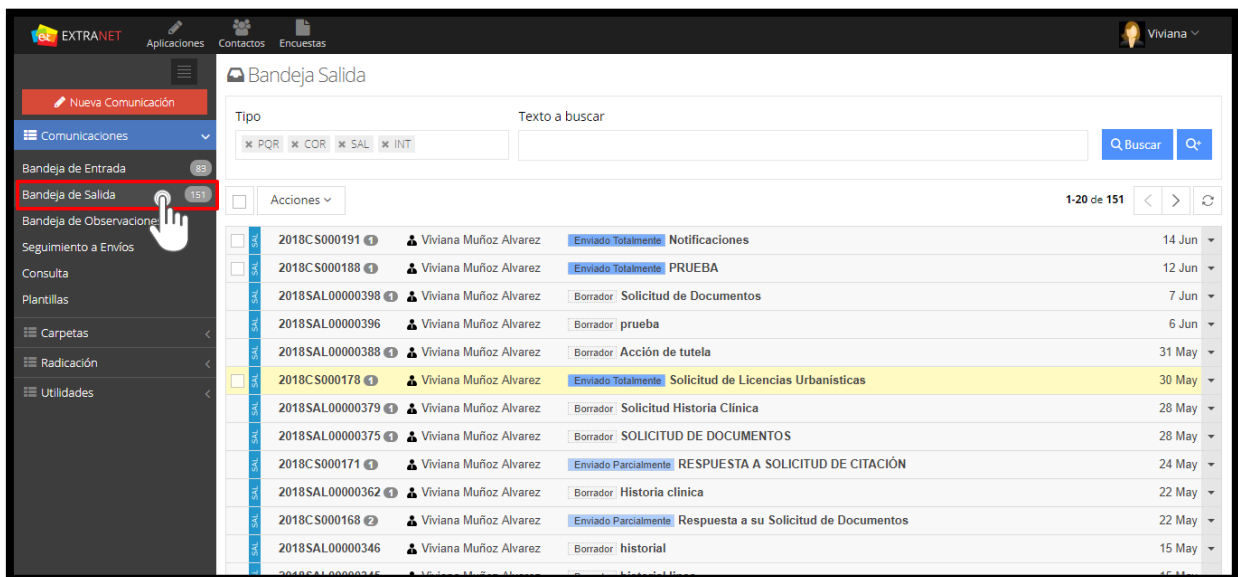 ec EXTRANET Aplicaciones Contactos Encuestas Viviana
Bandeja Salida
Nueva Comunicación
Tipo Texto a buscar
Comunicaciones
PQR COR SAL INT Buscar
Bandeja de Entrada 83
Bandeja de Salida 151
Acciones 1-20 de 151
Bandeja de Observaciones
Seguimiento a Envíos
Consulta
Plantillas
Carpetas
Radicación
Utilidades
SAL 2018CS000191 1 Viviana Muñoz Alvarez Enviado Totalmente Notificaciones 14 Jun
SAL 2018CS000188 1 Viviana Muñoz Alvarez Enviado Totalmente PRUEBA 12 Jun
SAL 2018SAL00000398 1 Viviana Muñoz Alvarez Borrador Solicitud de Documentos 7 Jun
SAL 2018SAL00000396 Viviana Muñoz Alvarez Borrador prueba 6 Jun
SAL 2018SAL00000388 1 Viviana Muñoz Alvarez Borrador Acción de tutela 31 May
SAL 2018CS000178 1 Viviana Muñoz Alvarez Enviado Totalmente Solicitud de Licencias Urbanísticas 30 May
SAL 2018SAL00000379 1 Viviana Muñoz Alvarez Borrador Solicitud Historia Clinica 28 May
SAL 2018SAL00000375 1 Viviana Muñoz Alvarez Borrador SOLICITUD DE DOCUMENTOS 28 May
SAL 2018CS000171 1 Viviana Muñoz Alvarez Enviado Parcialmente RESPUESTA A SOLICITUD DE CITACIÓN 24 May
SAL 2018SAL00000362 1 Viviana Muñoz Alvarez Borrador Historia clinica 22 May
SAL 2018CS000168 2 Viviana Muñoz Alvarez Enviado Parcialmente Respuesta a su Solicitud de Documentos 22 May
SAL 2018SAL00000346 Viviana Muñoz Alvarez Borrador historial 15 May